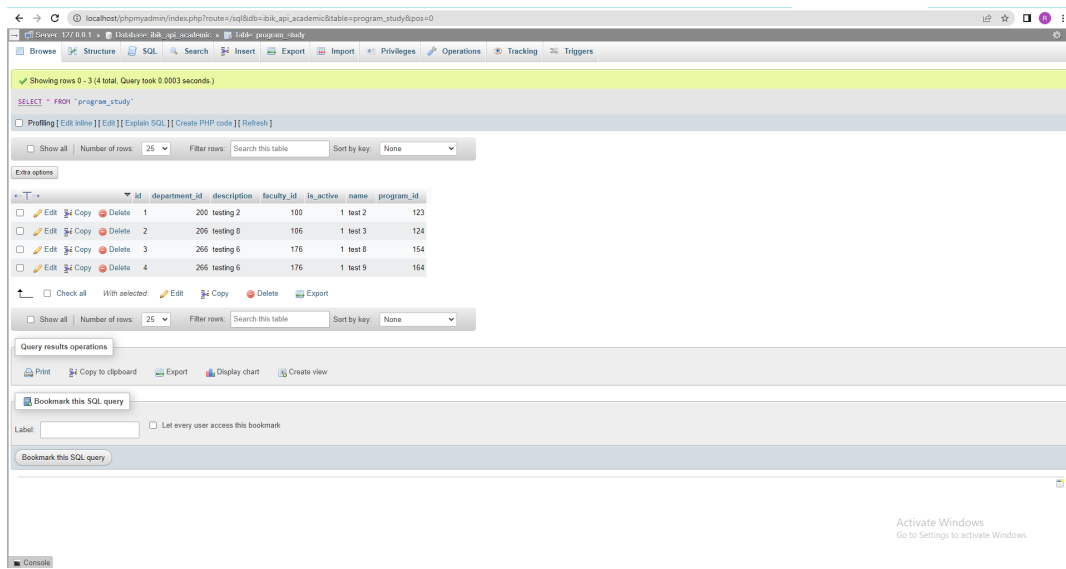 localhost/phpmyadmin/index.php?route=/sql&db=ibik_api_academic&table=program_study&pos=0
R
Server: 127.0.0.1 » Database: ibik_api_academic » Table: program_study
Browse Structure SQL Search Insert Export Import Privileges Operations Tracking Triggers
Showing rows 0 - 3 (4 total, Query took 0.0003 seconds.)
SELECT * FROM `program_study`
Profiling [ Edit inline ] [ Edit ] [ Explain SQL ] [ Create PHP code ] [ Refresh ]
Show all | Number of rows: 25 Filter rows: Search this table Sort by key: None
Extra options
←T→ id department_id description faculty_id is_active name program_id
Edit Copy Delete 1 200 testing 2 100 1 test 2 123
Edit Copy Delete 2 206 testing 8 106 1 test 3 124
Edit Copy Delete 3 266 testing 6 176 1 test 8 154
Edit Copy Delete 4 266 testing 6 176 1 test 9 164
Check all With selected: Edit Copy Delete Export
Show all | Number of rows: 25 Filter rows: Search this table Sort by key: None
Query results operations
Print Copy to clipboard Export Display chart Create view
Bookmark this SQL query
Label: Let every user access this bookmark
Bookmark this SQL query
Activate Windows
Go to Settings to activate Windows.
Console